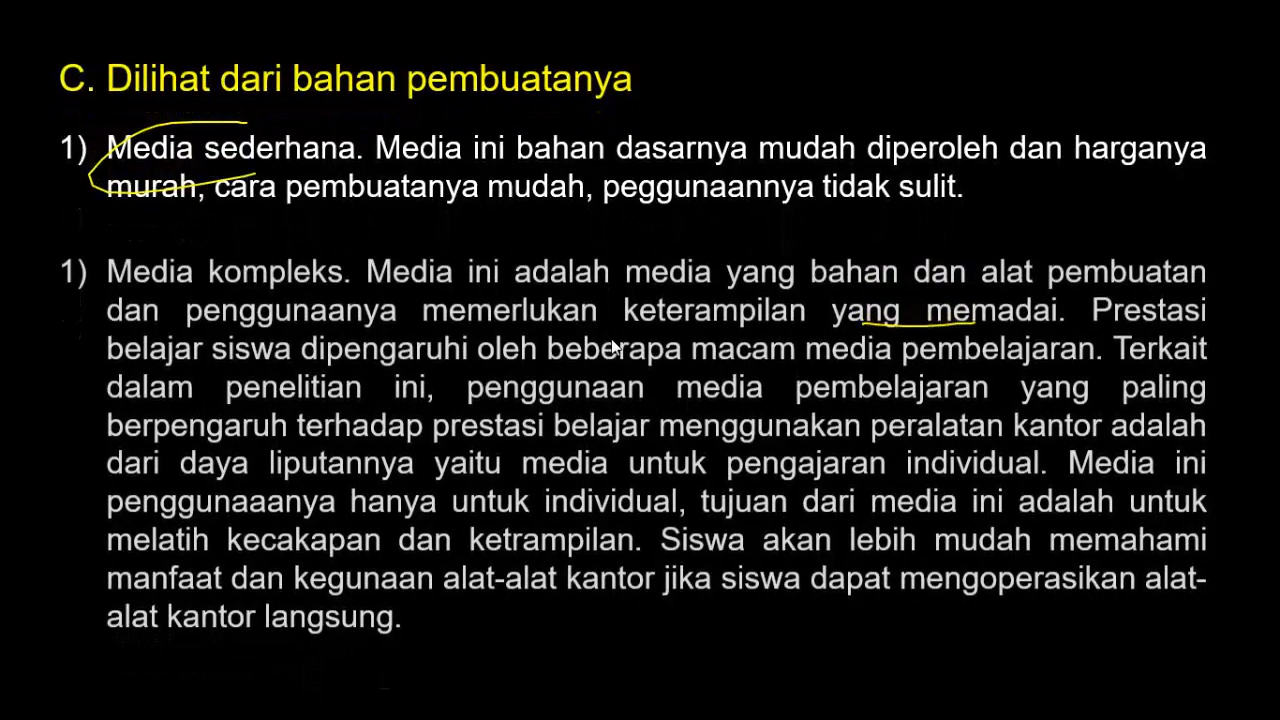 C. Dilihat dari bahan pembuatanya
1) Media sederhana. Media ini bahan dasarnya mudah diperoleh dan harganya
murah, cara pembuatanya mudah, peggunaannya tidak sulit.
1) Media kompleks. Media ini adalah media yang bahan dan alat pembuatan
dan penggunaanya memerlukan keterampilan yang memadai. Prestasi
belajar siswa dipengaruhi oleh beberapa macam media pembelajaran. Terkait
dalam penelitian ini, penggunaan media pembelajaran yang paling
berpengaruh terhadap prestasi belajar menggunakan peralatan kantor adalah
dari daya liputannya yaitu media untuk pengajaran individual. Media ini
penggunaaanya hanya untuk individual, tujuan dari media ini adalah untuk
melatih kecakapan dan ketrampilan. Siswa akan lebih mudah memahami
manfaat dan kegunaan alat-alat kantor jika siswa dapat mengoperasikan alat-
alat kantor langsung.